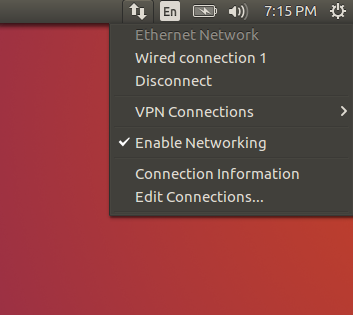 En
7:15 PM
Ethernet Network
Wired connection 1
Disconnect
VPN Connections
Enable Networking
Connection Information
Edit Connections...